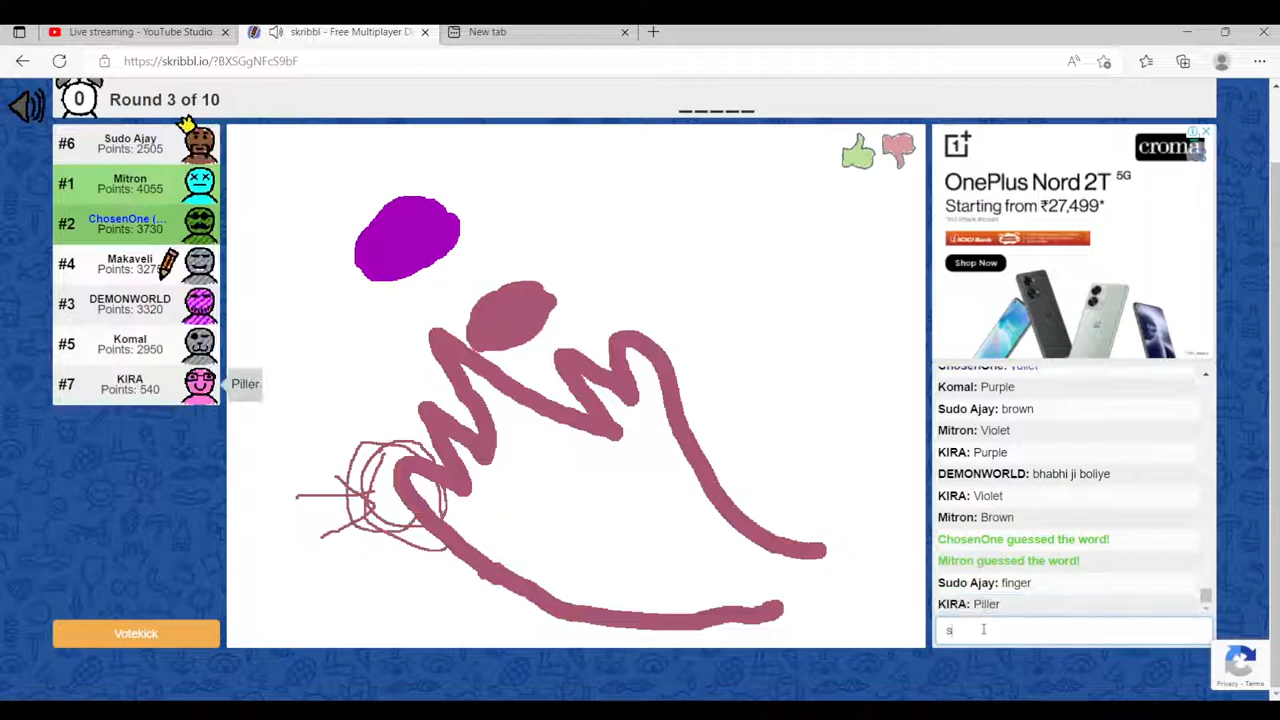 Live streaming - YouTube Studio
skribbl - Free Multiplayer D
New tab
https://skribbl.io/?BXSGgNFcS9bF
0
Round 3 of 10
_ _ _ _ _
#6
Sudo Ajay
Points: 2505
#1
Mitron
Points: 4055
#2
ChosenOne (...
Points: 3730
#4
Makaveli
#3
DEMONWORLD
Points: 3320
#5
Komal
Points: 2950
#7
KIRA
Points: 540
Piller
Votekick
croma
OnePlus Nord 2T 5G
Starting from ₹27,499*
ICICI Bank
Shop Now
Komal: Purple
Sudo Ajay: brown
Mitron: Violet
KIRA: Purple
DEMONWORLD: bhabhi ji boliye
KIRA: Violet
Mitron: Brown
ChosenOne guessed the word!
Mitron guessed the word!
Sudo Ajay: finger
KIRA: Piller
s
Privacy - Terms